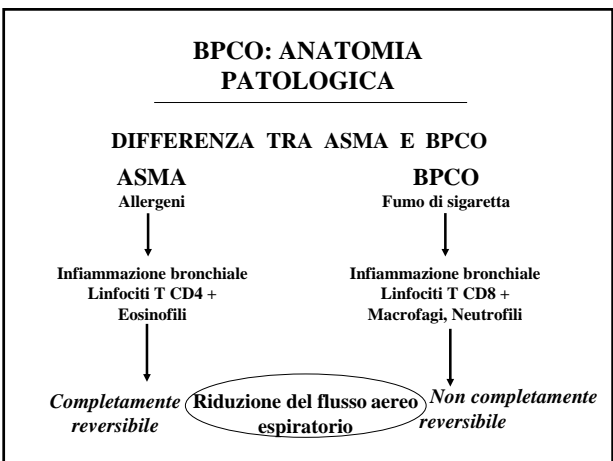 BPCO: ANATOMIA
PATOLOGICA
DIFFERENZA TRA ASMA E BPCO
ASMA
Allergeni
Infiammazione bronchiale
Linfociti T CD4 +
Eosinofili
Completamente
reversibile
BPCO
Fumo di sigaretta
Infiammazione bronchiale
Linfociti T CD8 +
Macrofagi, Neutrofili
Non completamente
reversibile
Riduzione del flusso aereo
espiratorio